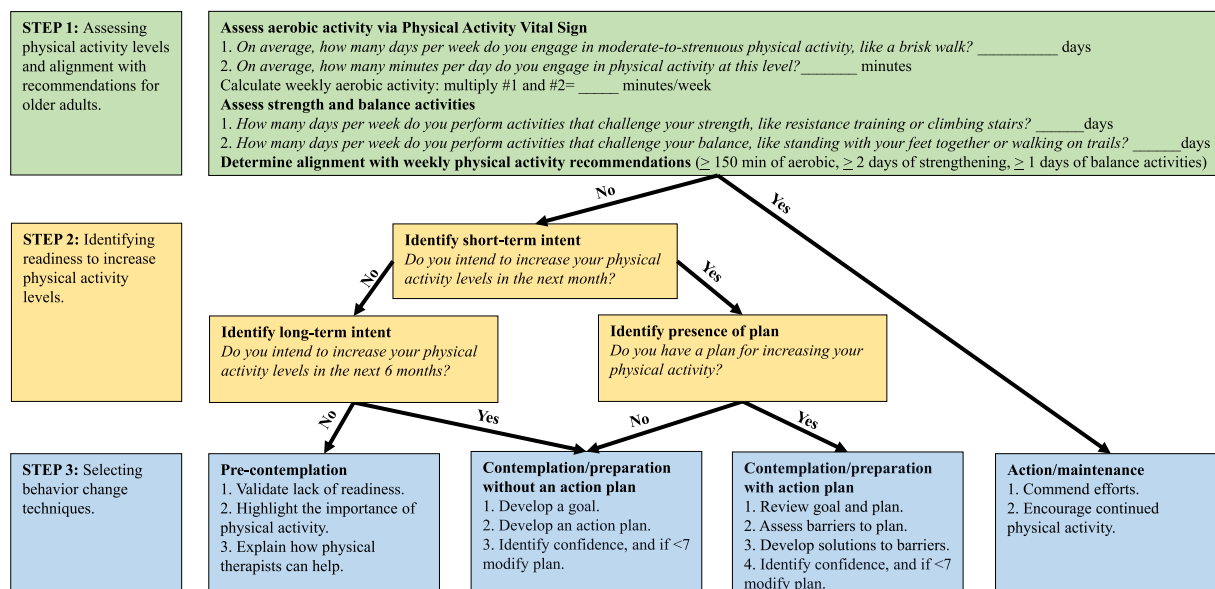 STEP 1: Assessing
physical activity levels
and alignment with
recommendations for
older adults.
Assess aerobic activity via Physical Activity Vital Sign
1. On average, how many days per week do you engage in moderate-to-strenuous physical activity, like a brisk walk? __________ days
2. On average, how many minutes per day do you engage in physical activity at this level?_______ minutes
Calculate weekly aerobic activity: multiply #1 and #2= _____ minutes/week
Assess strength and balance activities
1. How many days per week do you perform activities that challenge your strength, like resistance training or climbing stairs? ______days
2. How many days per week do you perform activities that challenge your balance, like standing with your feet together or walking on trails? ______days
Determine alignment with weekly physical activity recommendations (≥ 150 min of aerobic, ≥ 2 days of strengthening, ≥ 1 days of balance activities)
No
Yes
STEP 2: Identifying
readiness to increase
physical activity
levels.
Identify short-term intent
Do you intend to increase your physical
activity levels in the next month?
No
Yes
Identify long-term intent
Do you intend to increase your physical
activity levels in the next 6 months?
Identify presence of plan
Do you have a plan for increasing your
physical activity?
No
Yes
No
Yes
STEP 3: Selecting
behavior change
techniques.
Pre-contemplation
1. Validate lack of readiness.
2. Highlight the importance of
physical activity.
3. Explain how physical
therapists can help.
Contemplation/preparation
without an action plan
1. Develop a goal.
2. Develop an action plan.
3. Identify confidence, and if <7
modify plan.
Contemplation/preparation
with action plan
1. Review goal and plan.
2. Assess barriers to plan.
3. Develop solutions to barriers.
4. Identify confidence, and if <7
modify plan.
Action/maintenance
1. Commend efforts.
2. Encourage continued
physical activity.